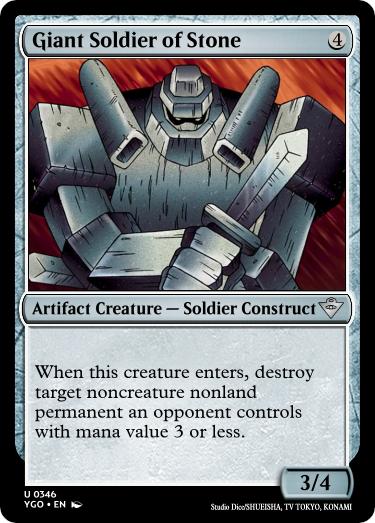 Giant Soldier of Stone 4
Artifact Creature — Soldier Construct
When this creature enters, destroy
target noncreature nonland
permanent an opponent controls
with mana value 3 or less.
3/4
U 0346
YGO • EN
Studio Dice/SHUEISHA, TV TOKYO, KONAMI